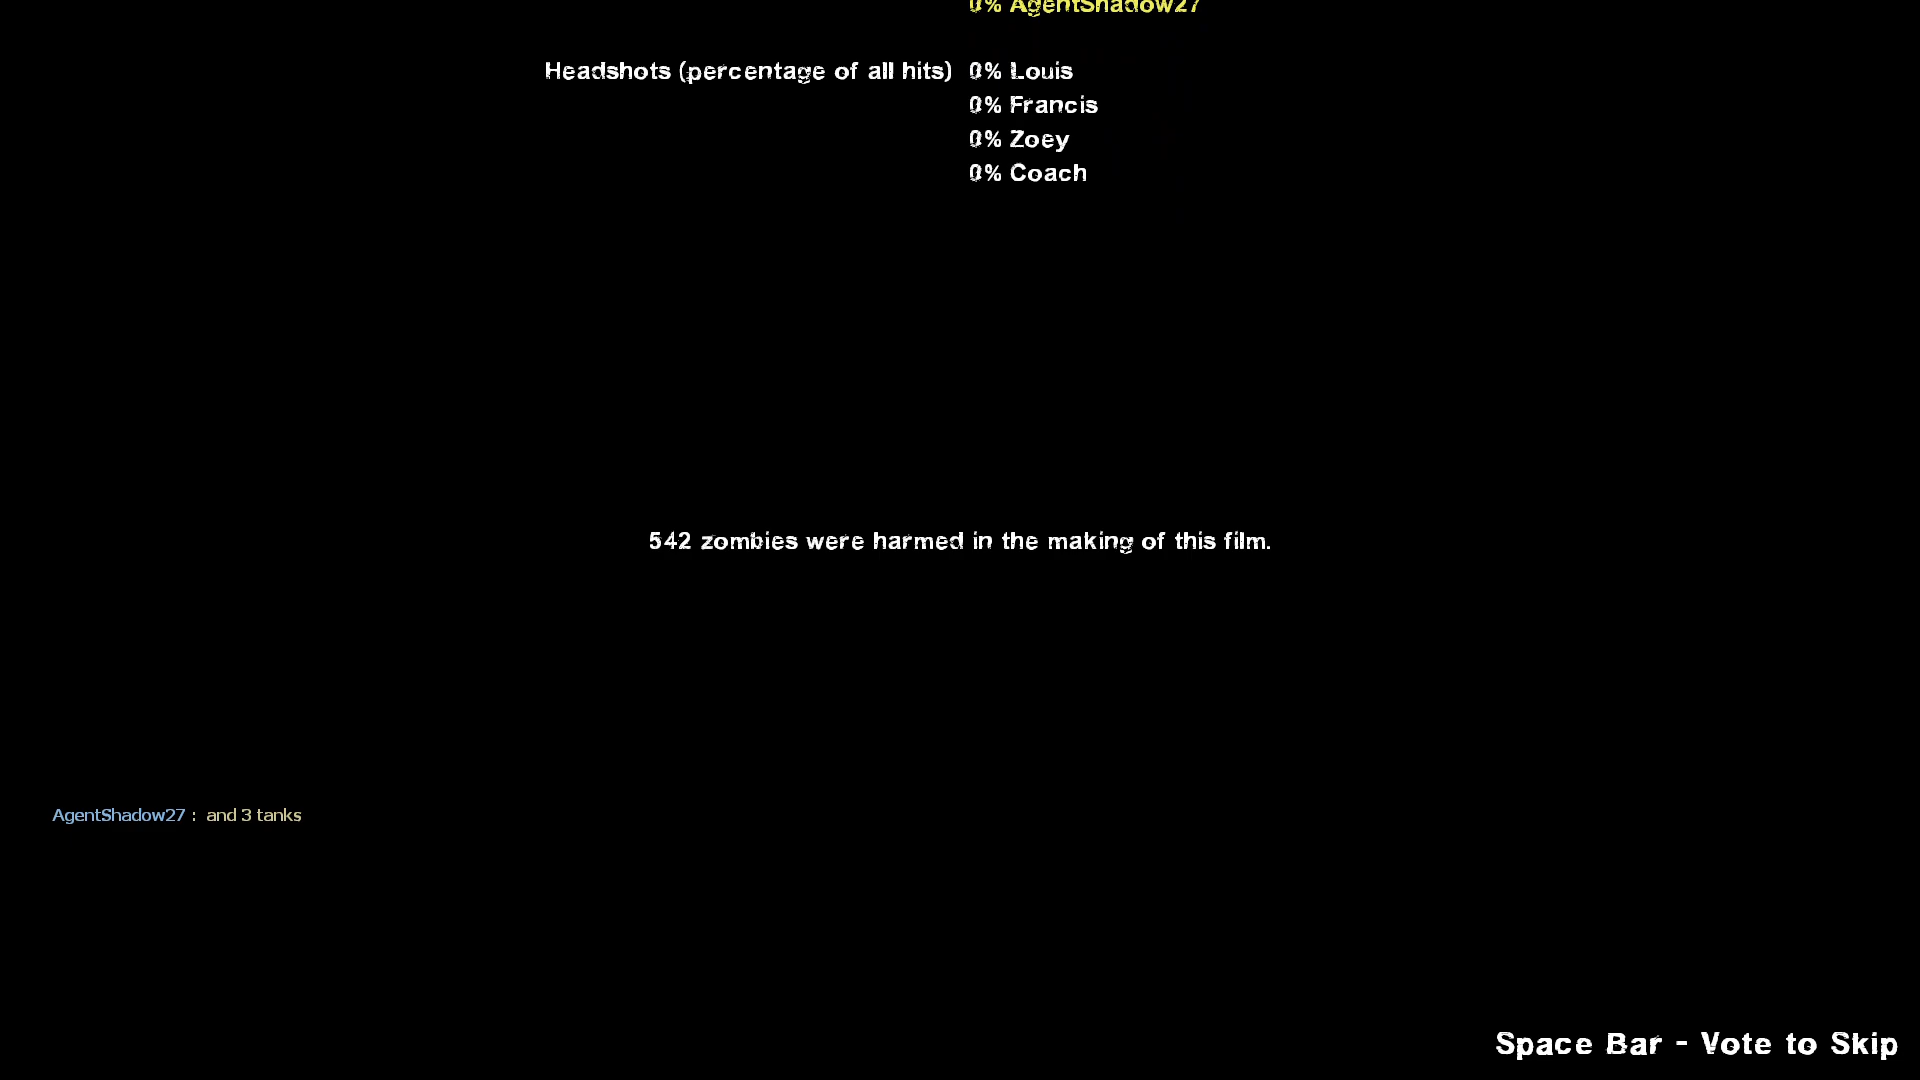 0% AgentShadow27
Headshots (percentage of all hits) 0% Louis
0% Francis
0% Zoey
0% Coach
542 zombies were harmed in the making of this film.
AgentShadow27 : and 3 tanks
Space Bar - Vote to Skip